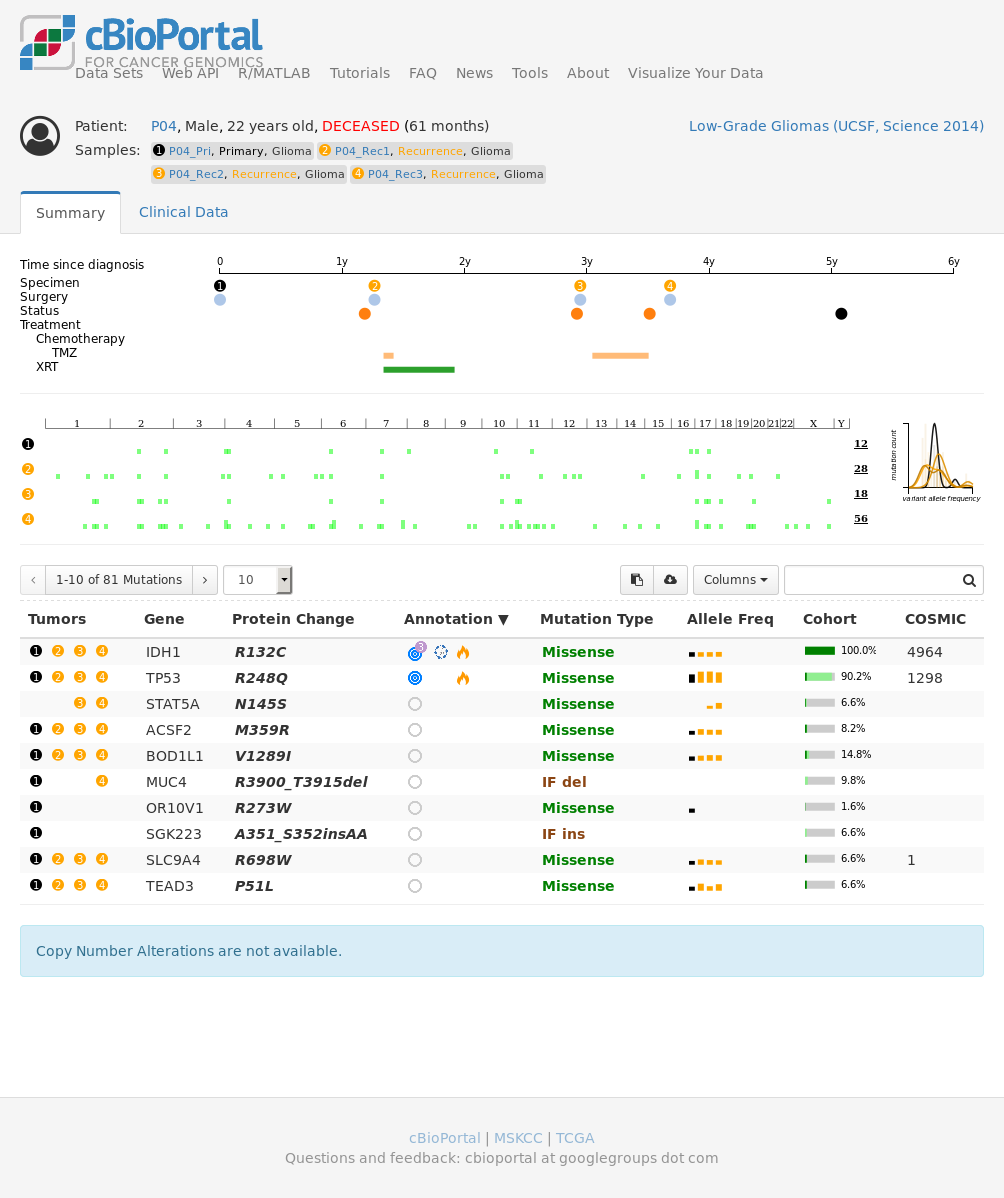 cBioPortal
FOR CANCER GENOMICS
Data Sets Web API R/MATLAB Tutorials FAQ News Tools About Visualize Your Data
Patient: P04, Male, 22 years old, DECEASED (61 months) Low-Grade Gliomas (UCSF, Science 2014)
Samples: 1 P04_Pri, Primary, Glioma 2 P04_Rec1, Recurrence, Glioma
3 P04_Rec2, Recurrence, Glioma 4 P04_Rec3, Recurrence, Glioma
Summary Clinical Data
Time since diagnosis 0 1y 2y 3y 4y 5y 6y
Specimen 1 2 3 4
Surgery
Status
Treatment
Chemotherapy
TMZ
XRT
1 2 3 4 5 6 7 8 9 10 11 12 13 14 15 16 17 18 19 20 21 22 X Y
1 12
2 28
3 18
4 56
mutation count
variant allele frequency
‹ 1-10 of 81 Mutations › 10 Columns
Tumors Gene Protein Change Annotation ▼ Mutation Type Allele Freq Cohort COSMIC
1 2 3 4 IDH1 R132C 3 Missense 100.0% 4964
1 2 3 4 TP53 R248Q Missense 90.2% 1298
3 4 STAT5A N145S Missense 6.6%
1 2 3 4 ACSF2 M359R Missense 8.2%
1 2 3 4 BOD1L1 V1289I Missense 14.8%
1 4 MUC4 R3900_T3915del IF del 9.8%
1 OR10V1 R273W Missense 1.6%
1 SGK223 A351_S352insAA IF ins 6.6%
1 2 3 4 SLC9A4 R698W Missense 6.6% 1
1 2 3 4 TEAD3 P51L Missense 6.6%
Copy Number Alterations are not available.
cBioPortal | MSKCC | TCGA
Questions and feedback: cbioportal at googlegroups dot com